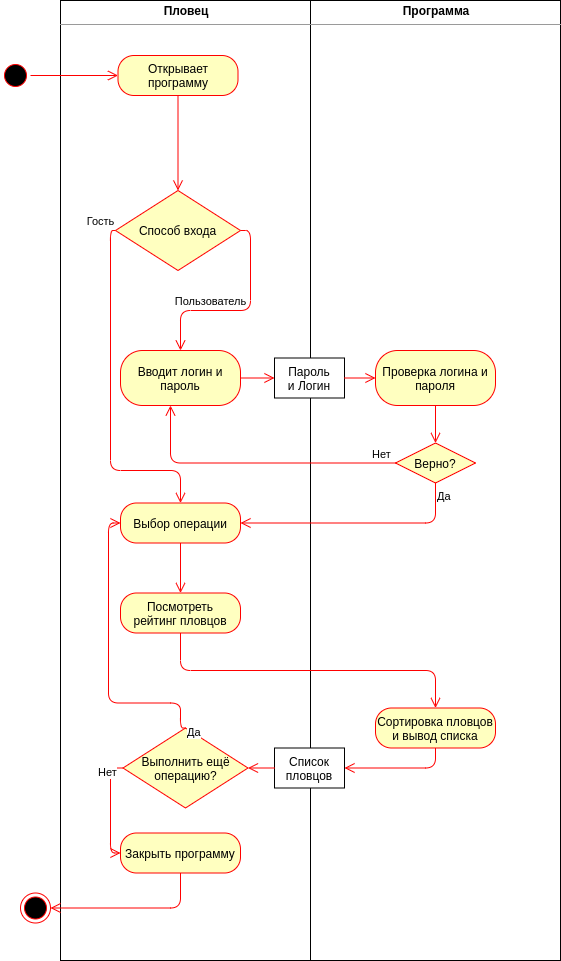 Пловец
Программа
Открывает
программу
Гость
Способ входа
Пользователь
Вводит логин и
пароль
Пароль
и Логин
Проверка логина и
пароля
Нет
Верно?
Да
Выбор операции
Посмотреть
рейтинг пловцов
Сортировка пловцов
и вывод списка
Да
Выполнить ещё
операцию?
Список
пловцов
Нет
Закрыть программу